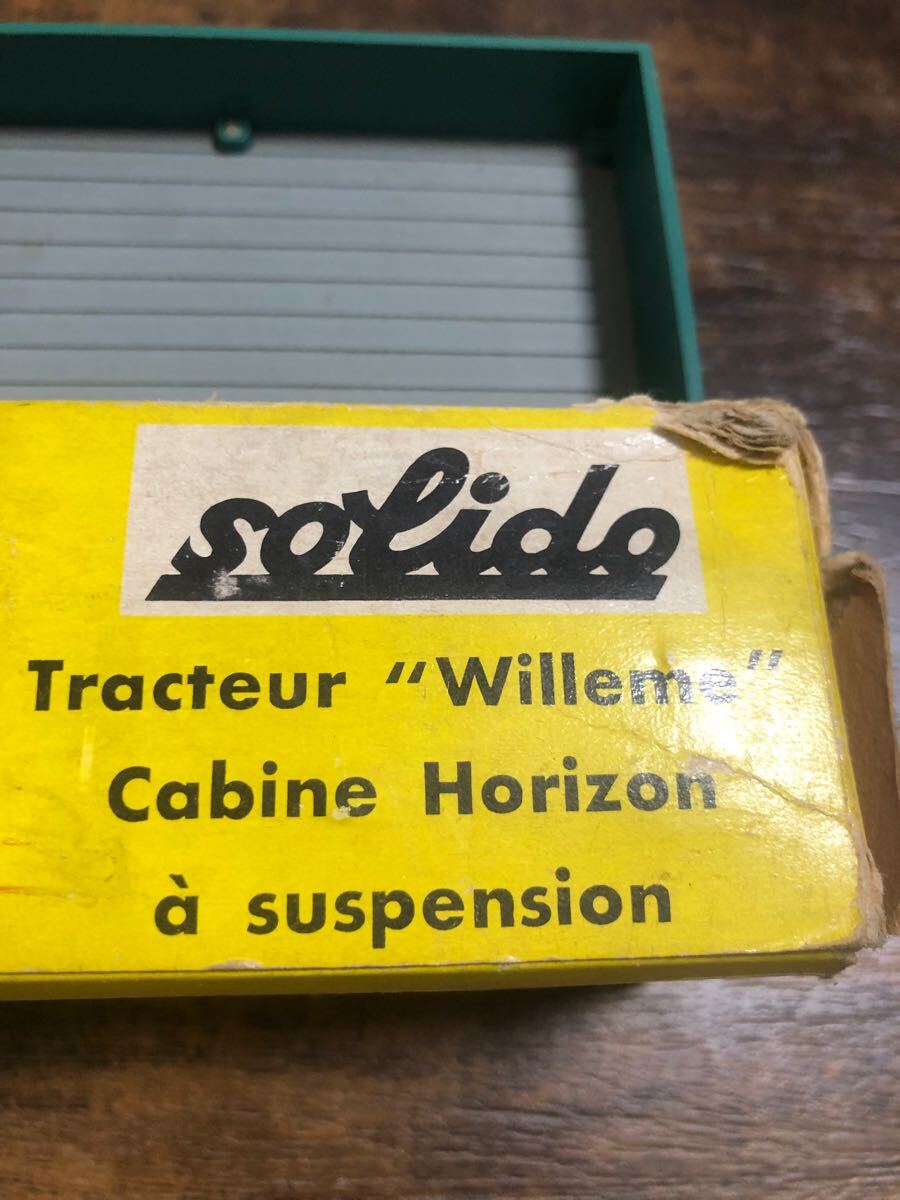 solido
Tracteur "Willeme"
Cabine Horizon
à suspension